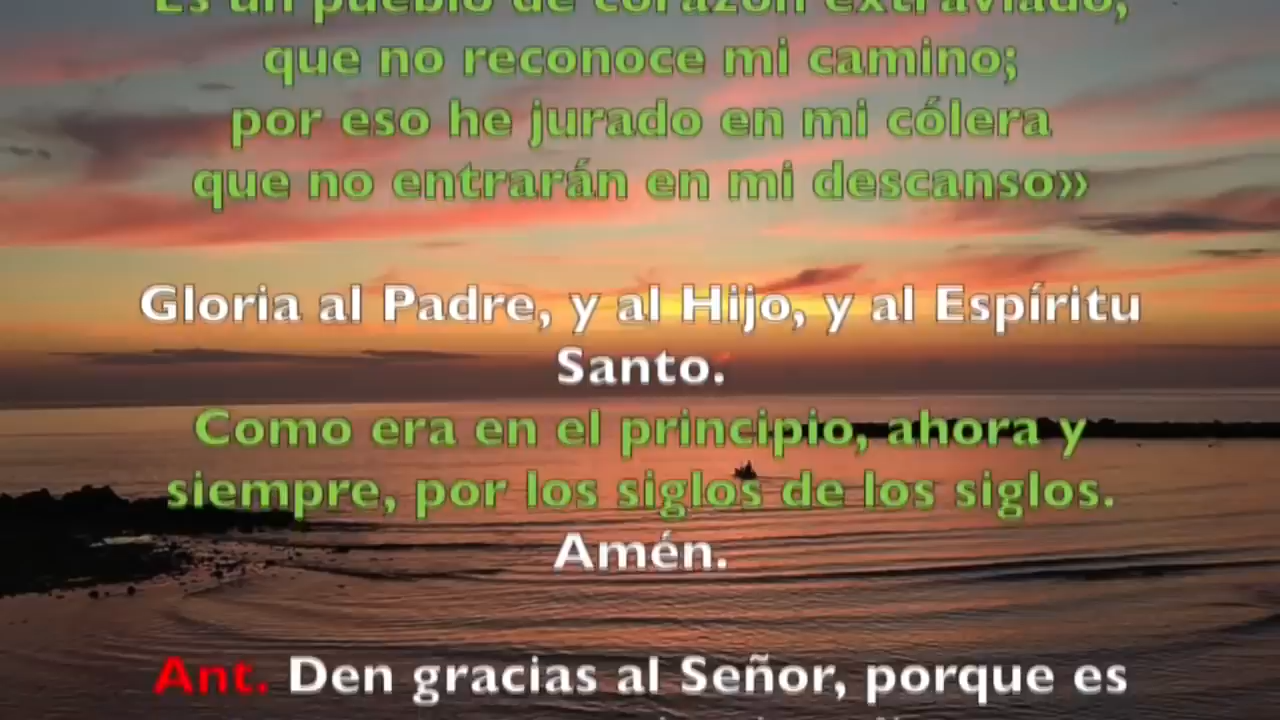 Es un pueblo de corazón extraviado,
que no reconoce mi camino;
por eso he jurado en mi cólera
que no entrarán en mi descanso»
Gloria al Padre, y al Hijo, y al Espíritu
Santo.
Como era en el principio, ahora y
siempre, por los siglos de los siglos.
Amén.
Ant. Den gracias al Señor, porque es